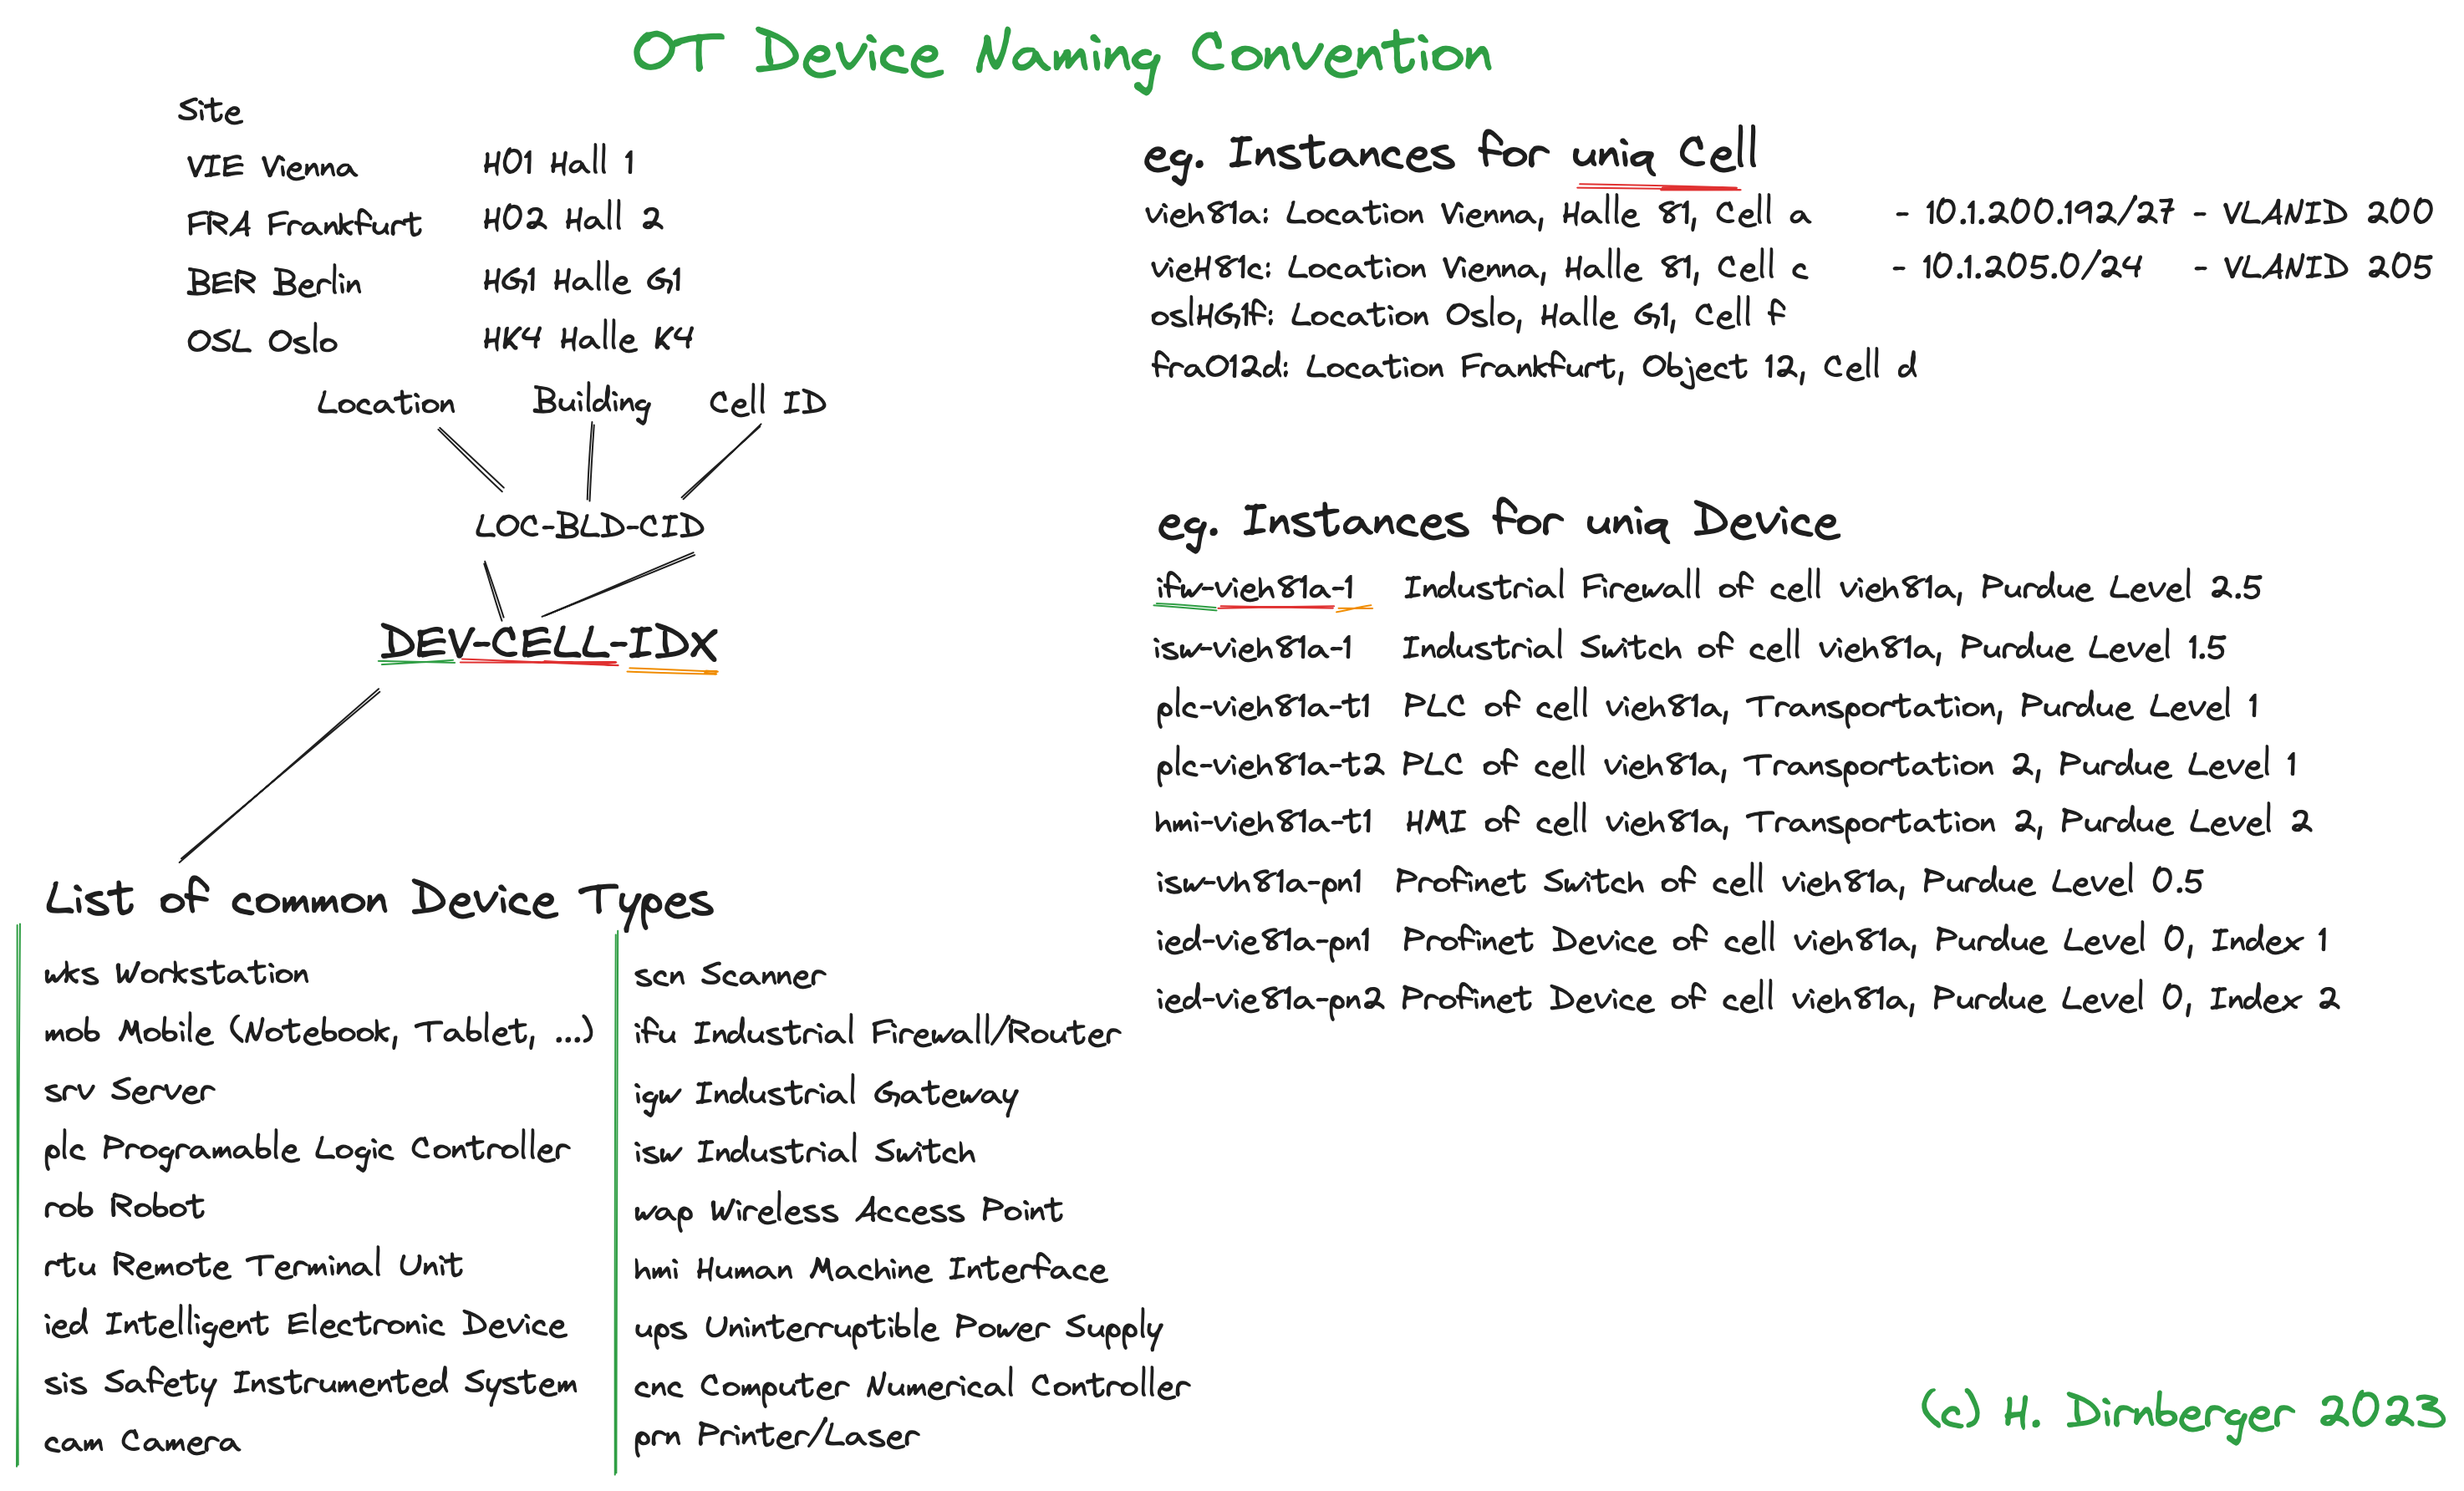 OT Device Naming Convention
Site
VIE Vienna
FRA Frankfurt
BER Berlin
OSL Oslo
H01 Hall 1
H02 Hall 2
HG1 Halle G1
HK4 Halle K4
Location
Building
Cell ID
LOC-BLD-CID
DEV-CELL-IDX
List of common Device Types
wks Workstation
mob Mobile (Notebook, Tablet, ...)
srv Server
plc Programable Logic Controller
rob Robot
rtu Remote Terminal Unit
ied Intelligent Electronic Device
sis Safety Instrumented System
cam Camera
scn Scanner
ifu Industrial Firewall/Router
igw Industrial Gateway
isw Industrial Switch
wap Wireless Access Point
hmi Human Machine Interface
ups Uninterruptible Power Supply
cnc Computer Numerical Controller
prn Printer/Laser
eg. Instances for uniq Cell
vieh81a: Location Vienna, Halle 81, Cell a - 10.1.200.192/27 - VLANID 200
vieH81c: Location Vienna, Halle 81, Cell c - 10.1.205.0/24 - VLANID 205
oslHG1f: Location Oslo, Halle G1, Cell f
fraO12d: Location Frankfurt, Object 12, Cell d
eg. Instances for uniq Device
ifw-vieh81a-1 Industrial Firewall of cell vieh81a, Purdue Level 2.5
isw-vieh81a-1 Industrial Switch of cell vieh81a, Purdue Level 1.5
plc-vieh81a-t1 PLC of cell vieh81a, Transportation, Purdue Level 1
plc-vieh81a-t2 PLC of cell vieh81a, Transportation 2, Purdue Level 1
hmi-vieh81a-t1 HMI of cell vieh81a, Transportation 2, Purdue Level 2
isw-vh81a-pn1 Profinet Switch of cell vieh81a, Purdue Level 0.5
ied-vie81a-pn1 Profinet Device of cell vieh81a, Purdue Level 0, Index 1
ied-vie81a-pn2 Profinet Device of cell vieh81a, Purdue Level 0, Index 2
(c) H. Dirnberger 2023